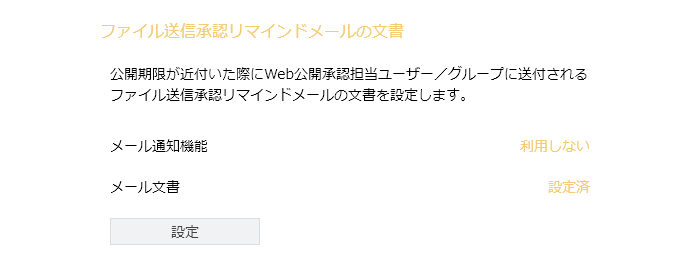 ファイル送信承認リマインドメールの文書
公開期限が近付いた際にWeb公開承認担当ユーザー／グループに送付される
ファイル送信承認リマインドメールの文書を設定します。
メール通知機能 利用しない
メール文書 設定済
設定